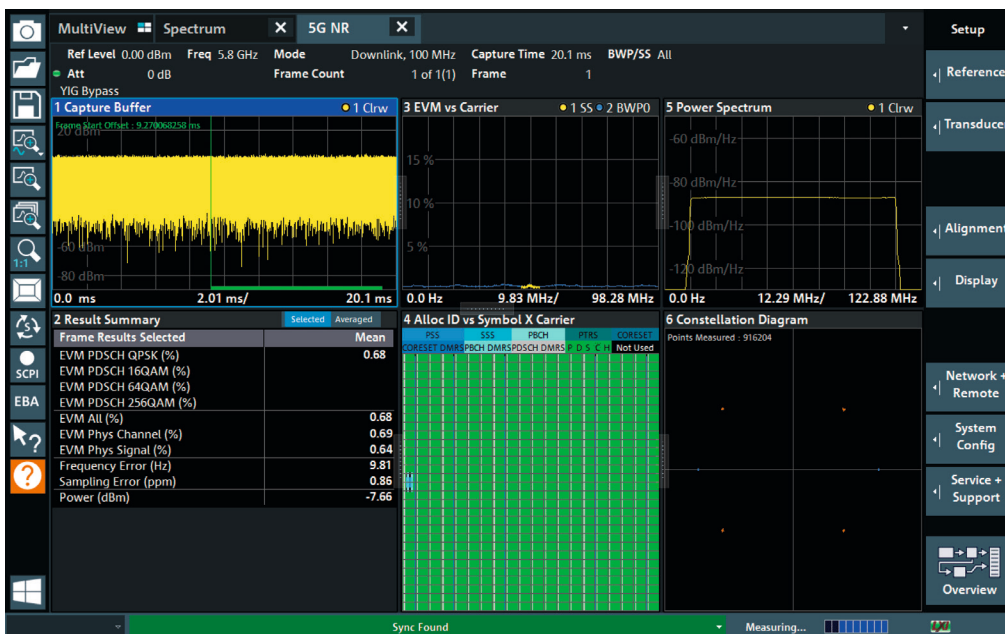 MultiView Spectrum X 5G NR X
Ref Level 0.00 dBm Freq 5.8 GHz Mode Downlink, 100 MHz Capture Time 20.1 ms BWP/SS All
Att 0 dB Frame Count 1 of 1(1) Frame 1
YIG Bypass
1 Capture Buffer 1 Clrw
Frame Start Offset : 9.270068258 ms
20 dBm
-60 dBm
-80 dBm
0.0 ms 2.01 ms/ 20.1 ms
3 EVM vs Carrier 1 SS 2 BWP0
15 %
10 %
5 %
0.0 Hz 9.83 MHz/ 98.28 MHz
5 Power Spectrum 1 Clrw
-60 dBm/Hz
-80 dBm/Hz
-100 dBm/Hz
-120 dBm/Hz
0.0 Hz 12.29 MHz/ 122.88 MHz
2 Result Summary Selected Averaged
Frame Results Selected Mean
EVM PDSCH QPSK (%) 0.68
EVM PDSCH 16QAM (%)
EVM PDSCH 64QAM (%)
EVM PDSCH 256QAM (%)
EVM All (%) 0.68
EVM Phys Channel (%) 0.69
EVM Phys Signal (%) 0.64
Frequency Error (Hz) 9.81
Sampling Error (ppm) 0.86
Power (dBm) -7.66
4 Alloc ID vs Symbol X Carrier
PSS SSS PBCH PTRS CORESET
CORESET DMRS PBCH DMRS PDSCH DMRS P D S C H Not Used
6 Constellation Diagram
Points Measured : 916204
Setup
Reference
Transducer
Alignment
Display
Network +
Remote
System
Config
Service +
Support
Overview
1:1
SCPI
EBA
Sync Found
Measuring...